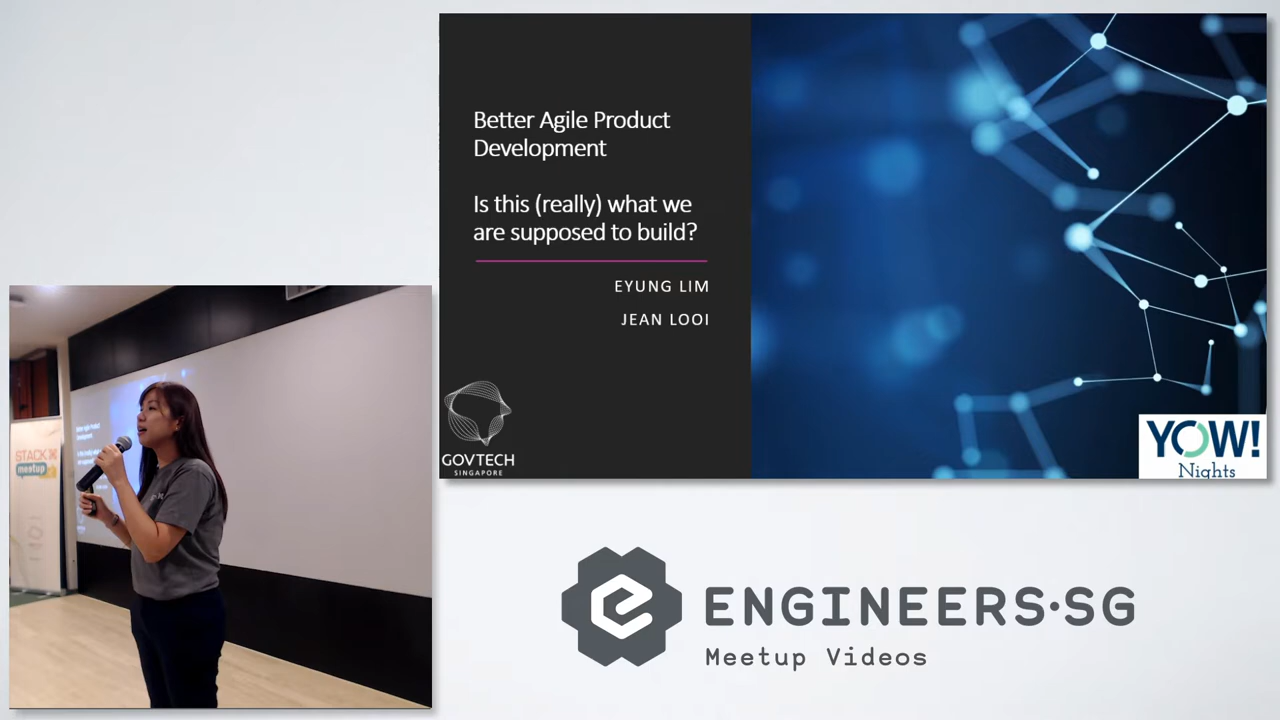 Better Agile Product
Development
Is this (really) what we
are supposed to build?
EYUNG LIM
JEAN LOOI
GOVTECH
SINGAPORE
YOW!
Nights
STACK
meetup
ENGINEERS·SG
Meetup Videos